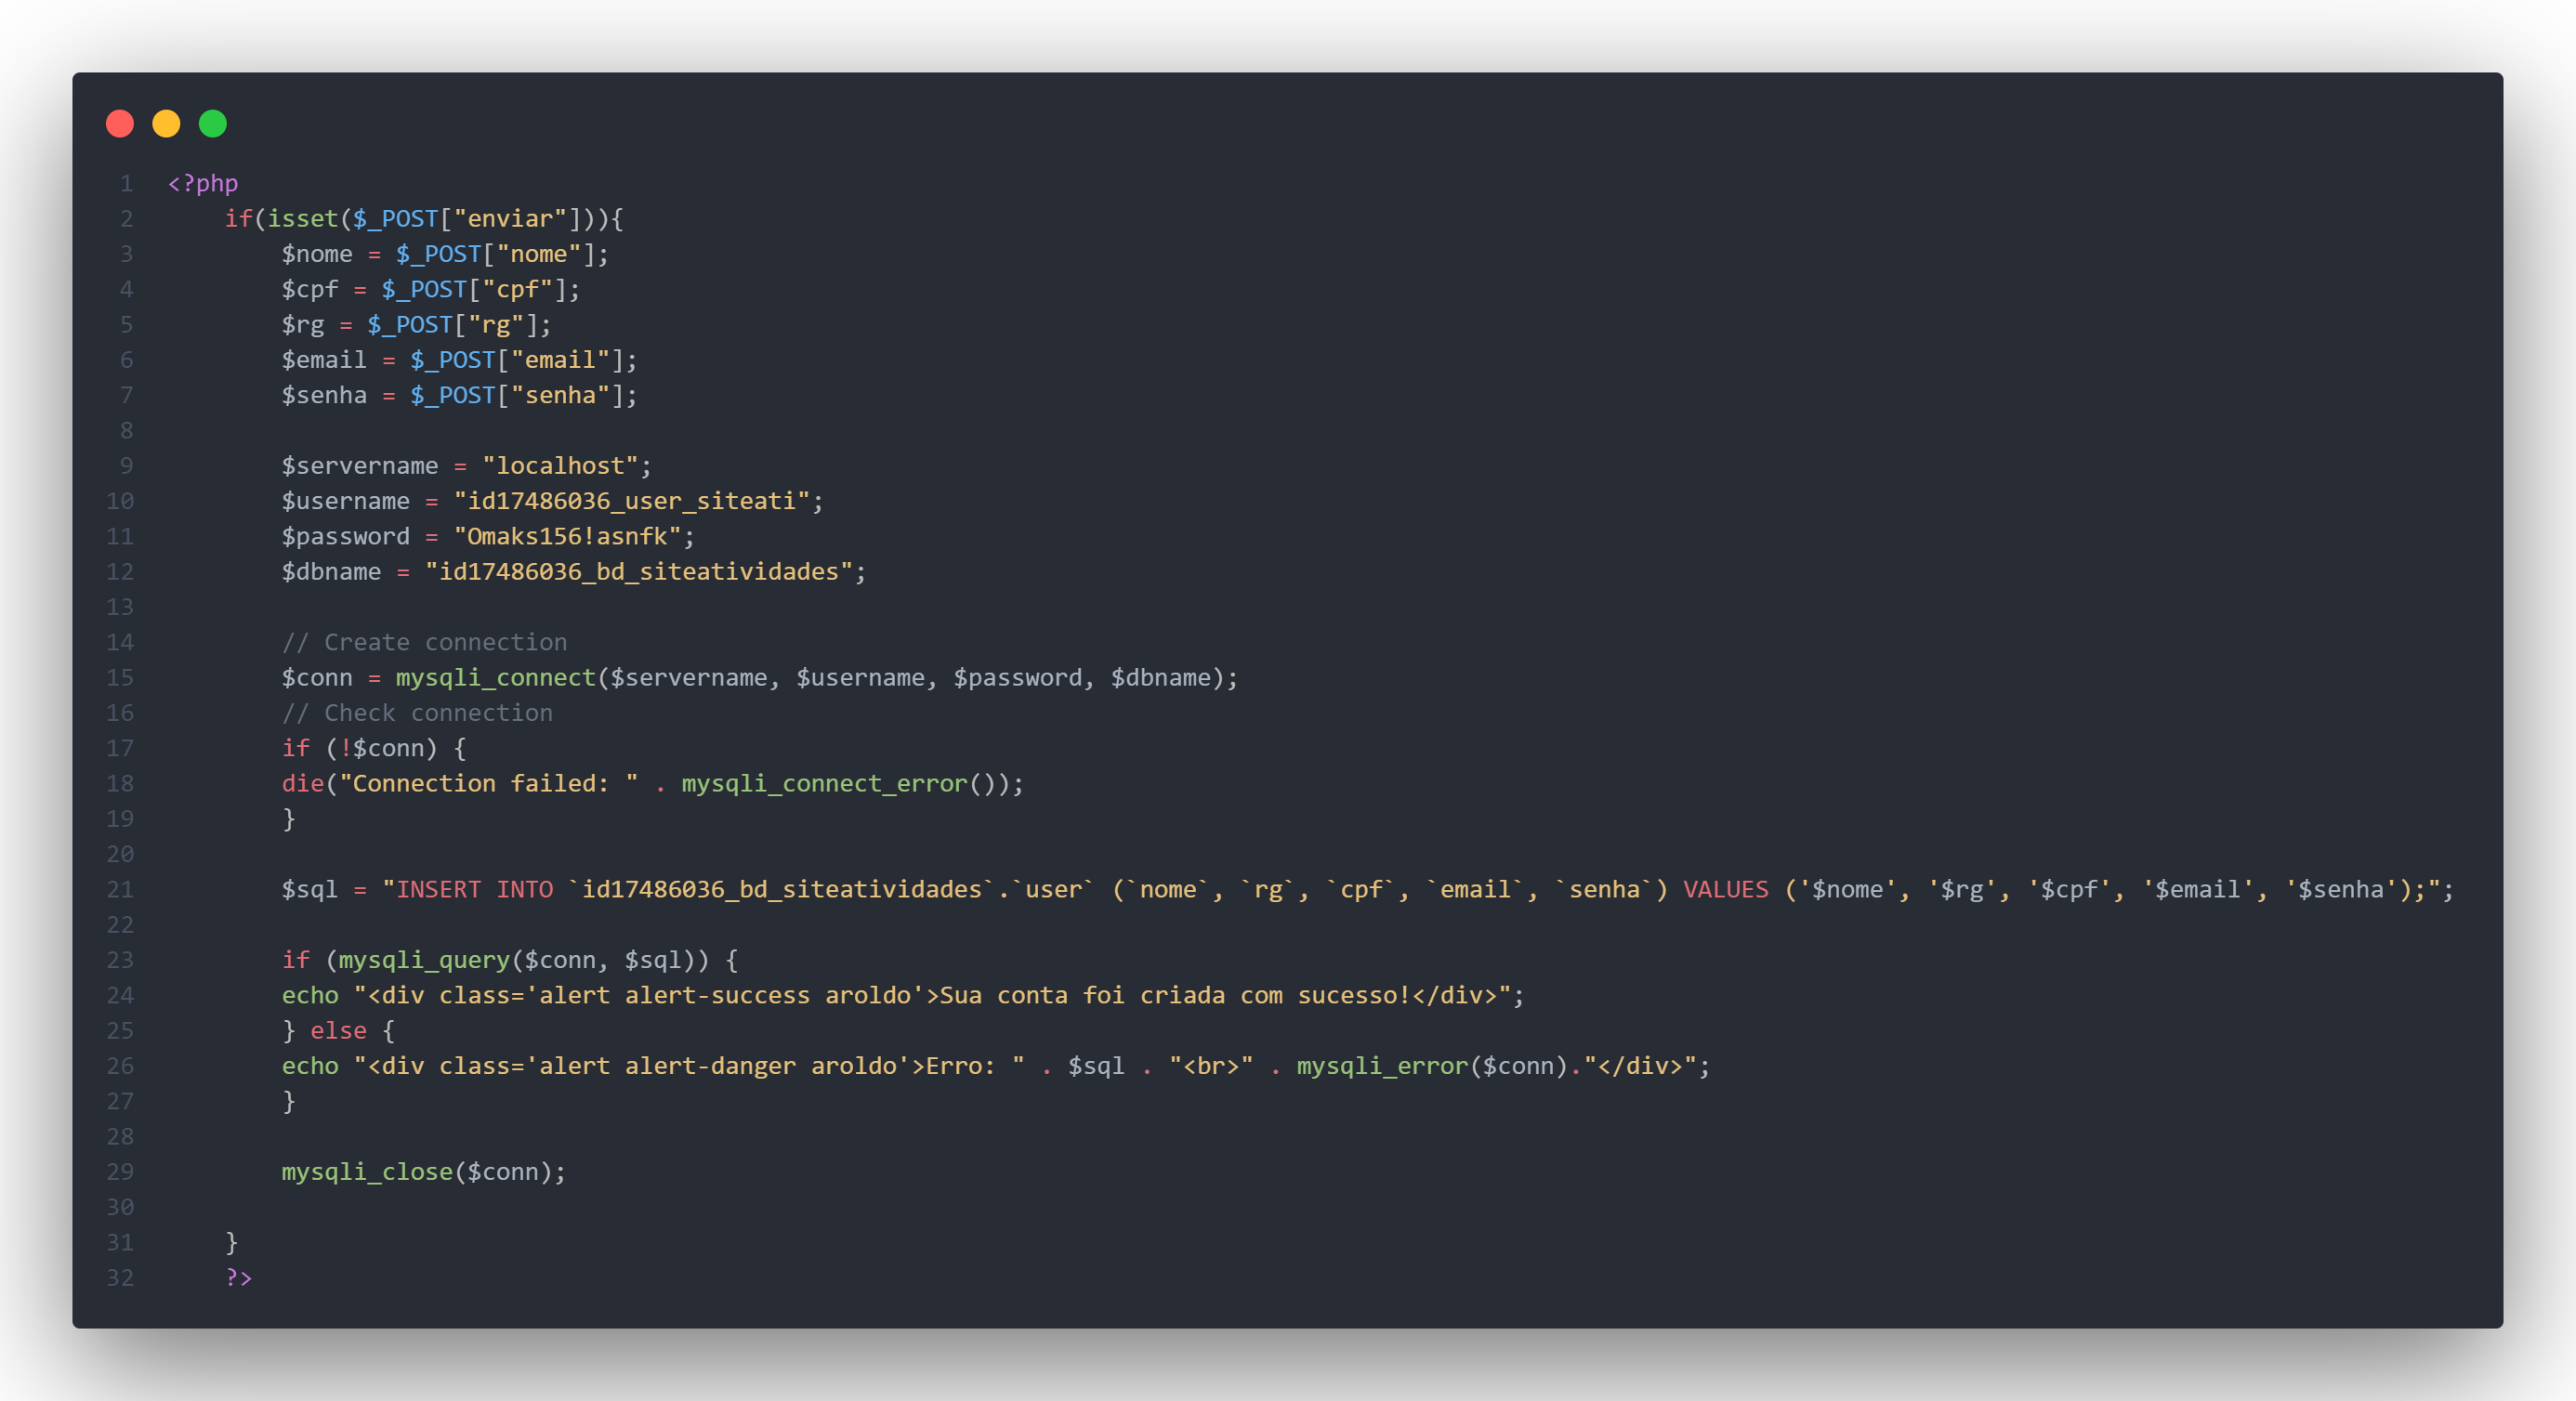 1 <?php
2 if(isset($_POST["enviar"])){
3 $nome = $_POST["nome"];
4 $cpf = $_POST["cpf"];
5 $rg = $_POST["rg"];
6 $email = $_POST["email"];
7 $senha = $_POST["senha"];
8
9 $servername = "localhost";
10 $username = "id17486036_user_siteati";
11 $password = "Omaks156!asnfk";
12 $dbname = "id17486036_bd_siteatividades";
13
14 // Create connection
15 $conn = mysqli_connect($servername, $username, $password, $dbname);
16 // Check connection
17 if (!$conn) {
18 die("Connection failed: " . mysqli_connect_error());
19 }
20
21 $sql = "INSERT INTO `id17486036_bd_siteatividades`.`user` (`nome`, `rg`, `cpf`, `email`, `senha`) VALUES ('$nome', '$rg', '$cpf', '$email', '$senha');";
22
23 if (mysqli_query($conn, $sql)) {
24 echo "<div class='alert alert-success aroldo'>Sua conta foi criada com sucesso!</div>";
25 } else {
26 echo "<div class='alert alert-danger aroldo'>Erro: " . $sql . "<br>" . mysqli_error($conn)."</div>";
27 }
28
29 mysqli_close($conn);
30
31 }
32 ?>